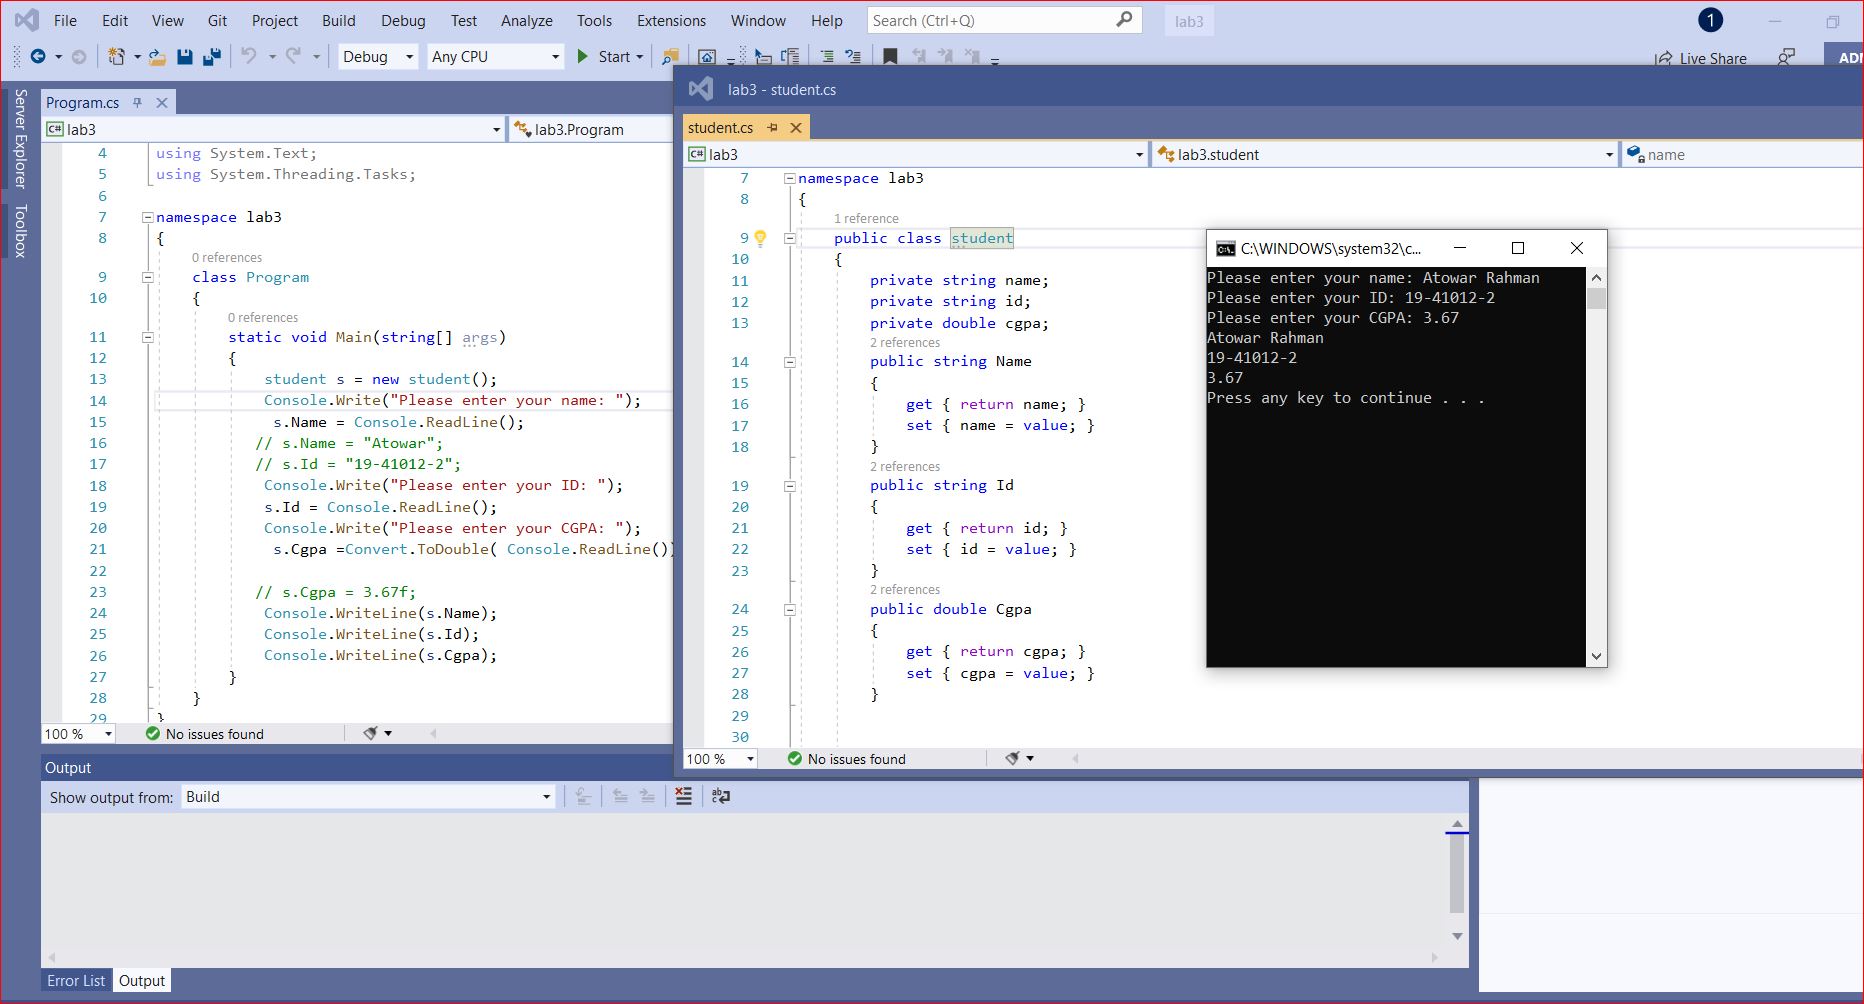 File Edit View Git Project Build Debug Test Analyze Tools Extensions Window Help Search (Ctrl+Q) lab3 1
Debug Any CPU Start Live Share
Server Explorer
Toolbox
Program.cs
C# lab3 lab3.Program
4 using System.Text;
5 using System.Threading.Tasks;
6
7 namespace lab3
8 {
0 references
9 class Program
10 {
0 references
11 static void Main(string[] args)
12 {
13 student s = new student();
14 Console.Write("Please enter your name: ");
15 s.Name = Console.ReadLine();
16 // s.Name = "Atowar";
17 // s.Id = "19-41012-2";
18 Console.Write("Please enter your ID: ");
19 s.Id = Console.ReadLine();
20 Console.Write("Please enter your CGPA: ");
21 s.Cgpa =Convert.ToDouble( Console.ReadLine())
22
23 // s.Cgpa = 3.67f;
24 Console.WriteLine(s.Name);
25 Console.WriteLine(s.Id);
26 Console.WriteLine(s.Cgpa);
27 }
28 }
29 }
100 % No issues found
lab3 - student.cs
student.cs
C# lab3 lab3.student name
7 namespace lab3
8 {
1 reference
9 public class student
10 {
11 private string name;
12 private string id;
13 private double cgpa;
2 references
14 public string Name
15 {
16 get { return name; }
17 set { name = value; }
18 }
2 references
19 public string Id
20 {
21 get { return id; }
22 set { id = value; }
23 }
2 references
24 public double Cgpa
25 {
26 get { return cgpa; }
27 set { cgpa = value; }
28 }
29
30
100 % No issues found
C:\WINDOWS\system32\c...
Please enter your name: Atowar Rahman
Please enter your ID: 19-41012-2
Please enter your CGPA: 3.67
Atowar Rahman
19-41012-2
3.67
Press any key to continue . . .
Output
Show output from: Build
Error List Output